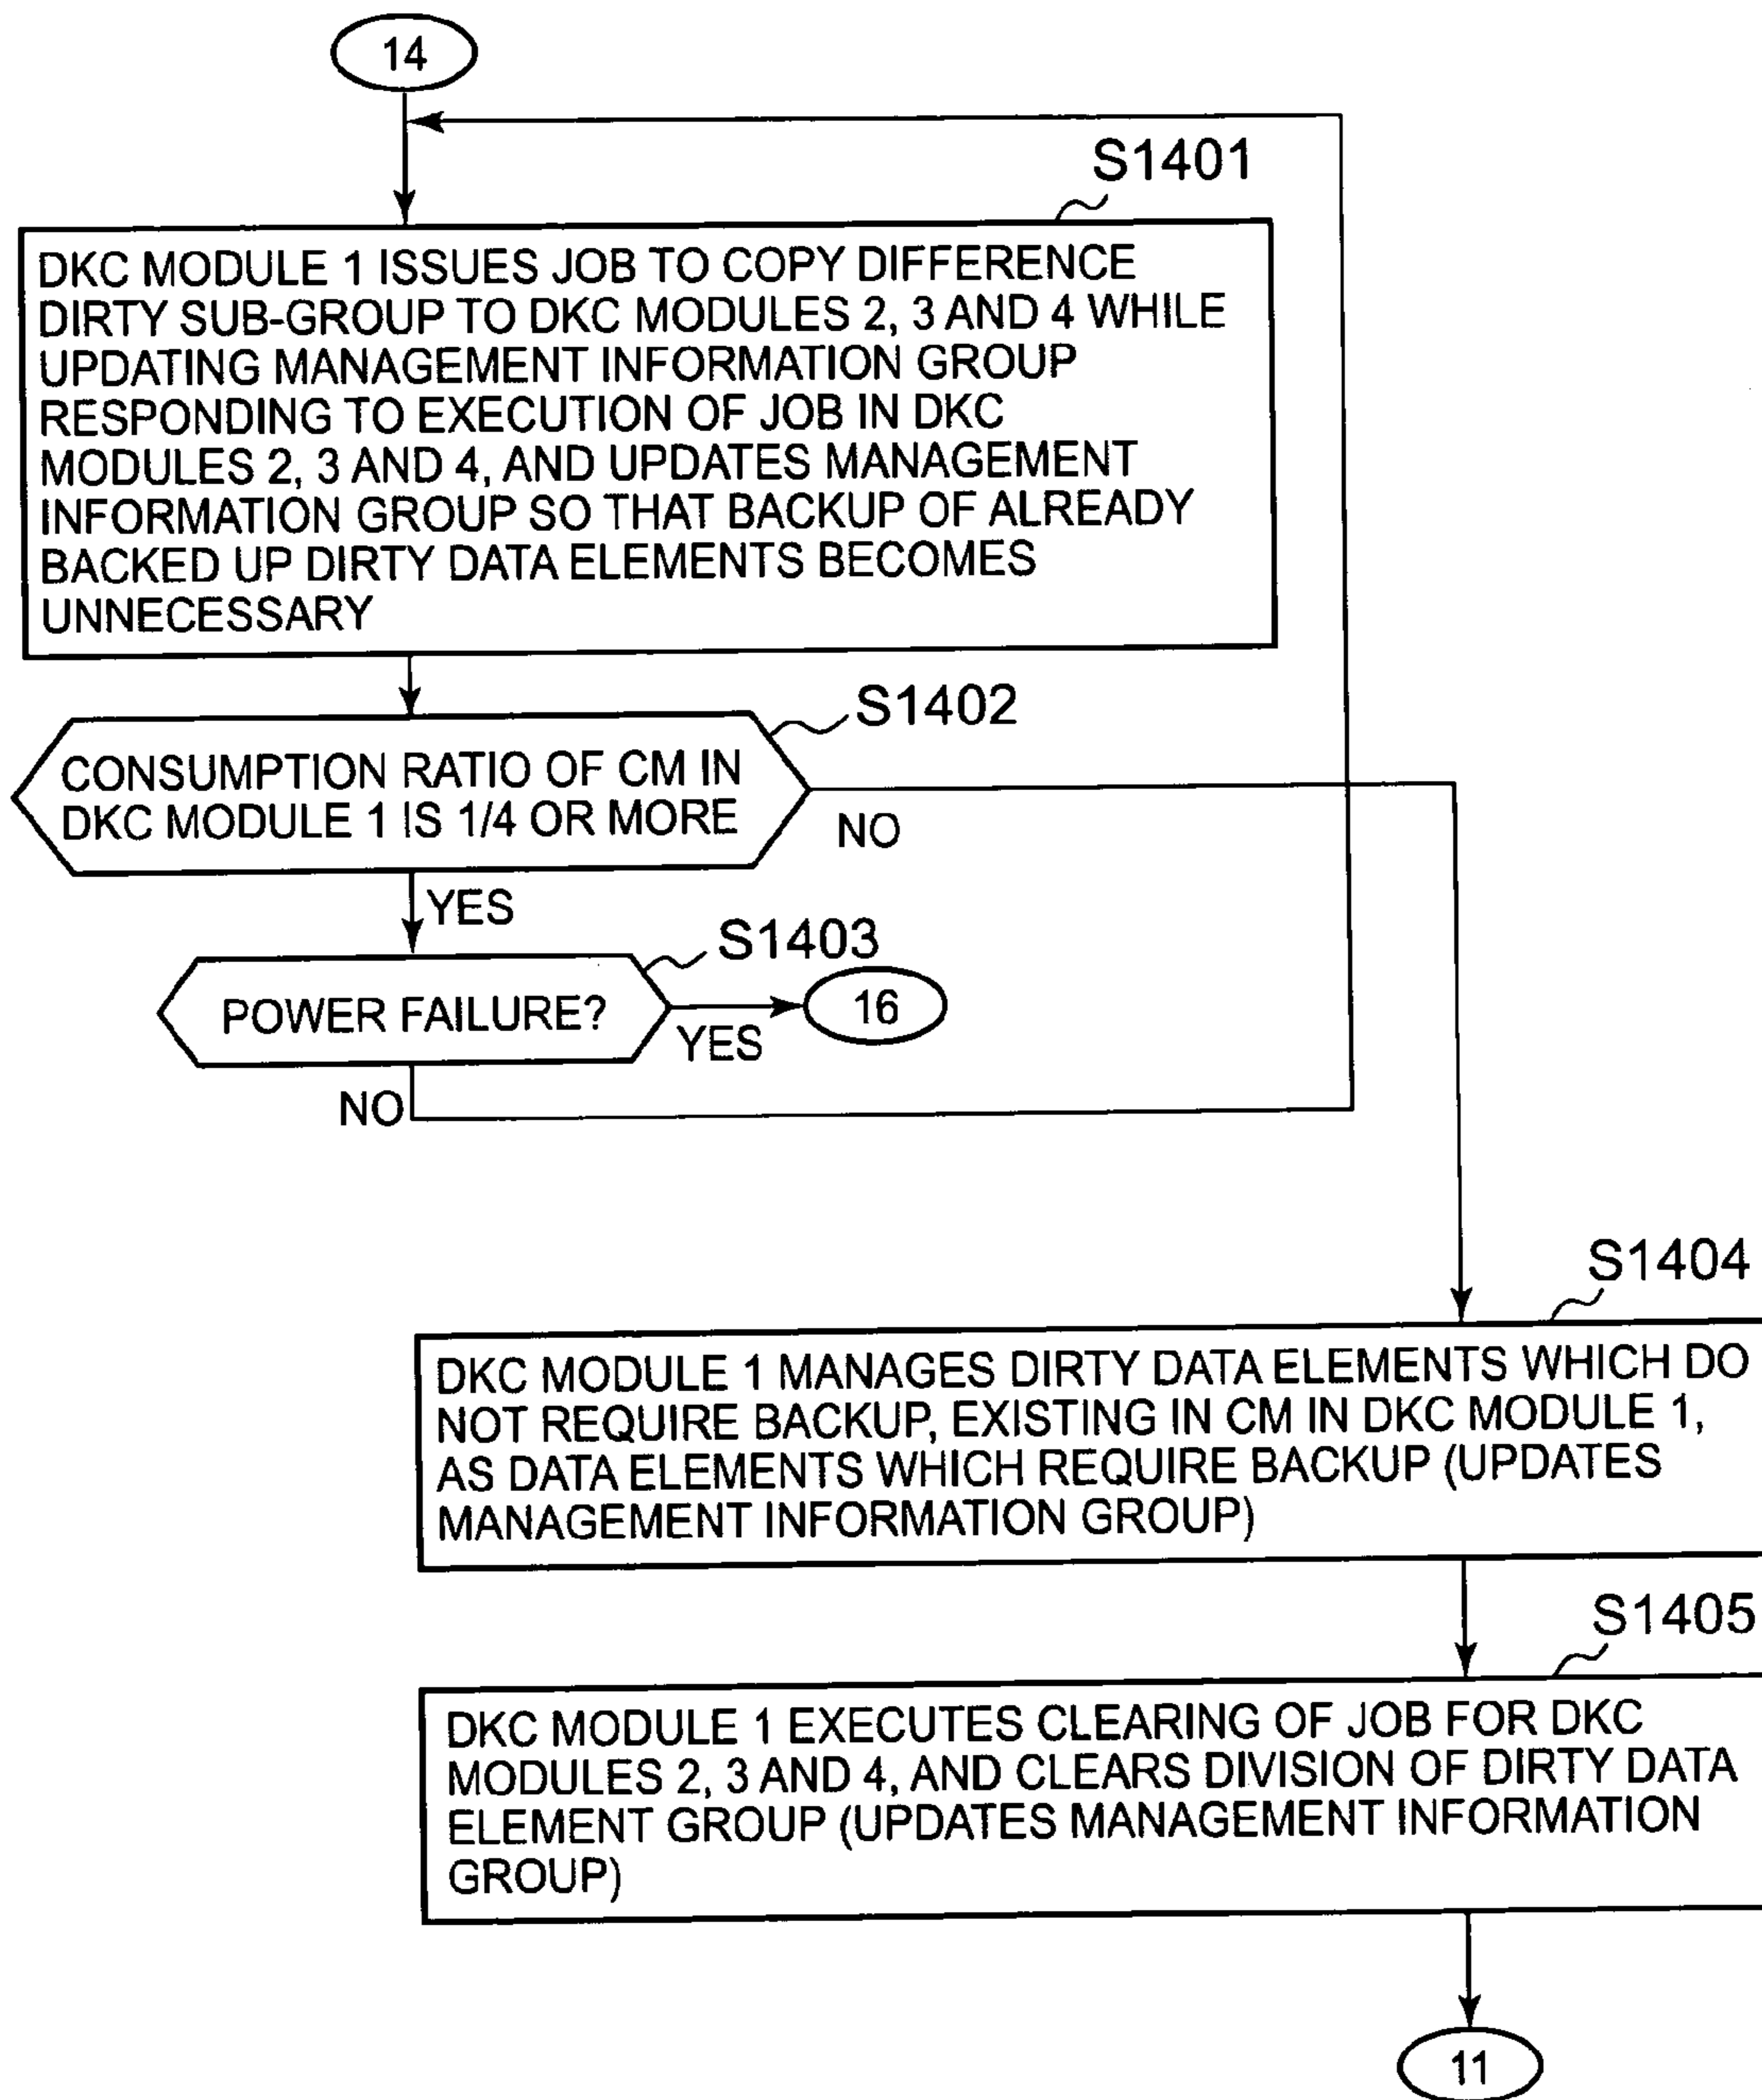 14
S1401
DKC MODULE 1 ISSUES JOB TO COPY DIFFERENCE
DIRTY SUB-GROUP TO DKC MODULES 2, 3 AND 4 WHILE
UPDATING MANAGEMENT INFORMATION GROUP
RESPONDING TO EXECUTION OF JOB IN DKC
MODULES 2, 3 AND 4, AND UPDATES MANAGEMENT
INFORMATION GROUP SO THAT BACKUP OF ALREADY
BACKED UP DIRTY DATA ELEMENTS BECOMES
UNNECESSARY
S1402
CONSUMPTION RATIO OF CM IN
DKC MODULE 1 IS 1/4 OR MORE
NO
YES
S1403
POWER FAILURE?
YES
16
NO
S1404
DKC MODULE 1 MANAGES DIRTY DATA ELEMENTS WHICH DO
NOT REQUIRE BACKUP, EXISTING IN CM IN DKC MODULE 1,
AS DATA ELEMENTS WHICH REQUIRE BACKUP (UPDATES
MANAGEMENT INFORMATION GROUP)
S1405
DKC MODULE 1 EXECUTES CLEARING OF JOB FOR DKC
MODULES 2, 3 AND 4, AND CLEARS DIVISION OF DIRTY DATA
ELEMENT GROUP (UPDATES MANAGEMENT INFORMATION
GROUP)
11